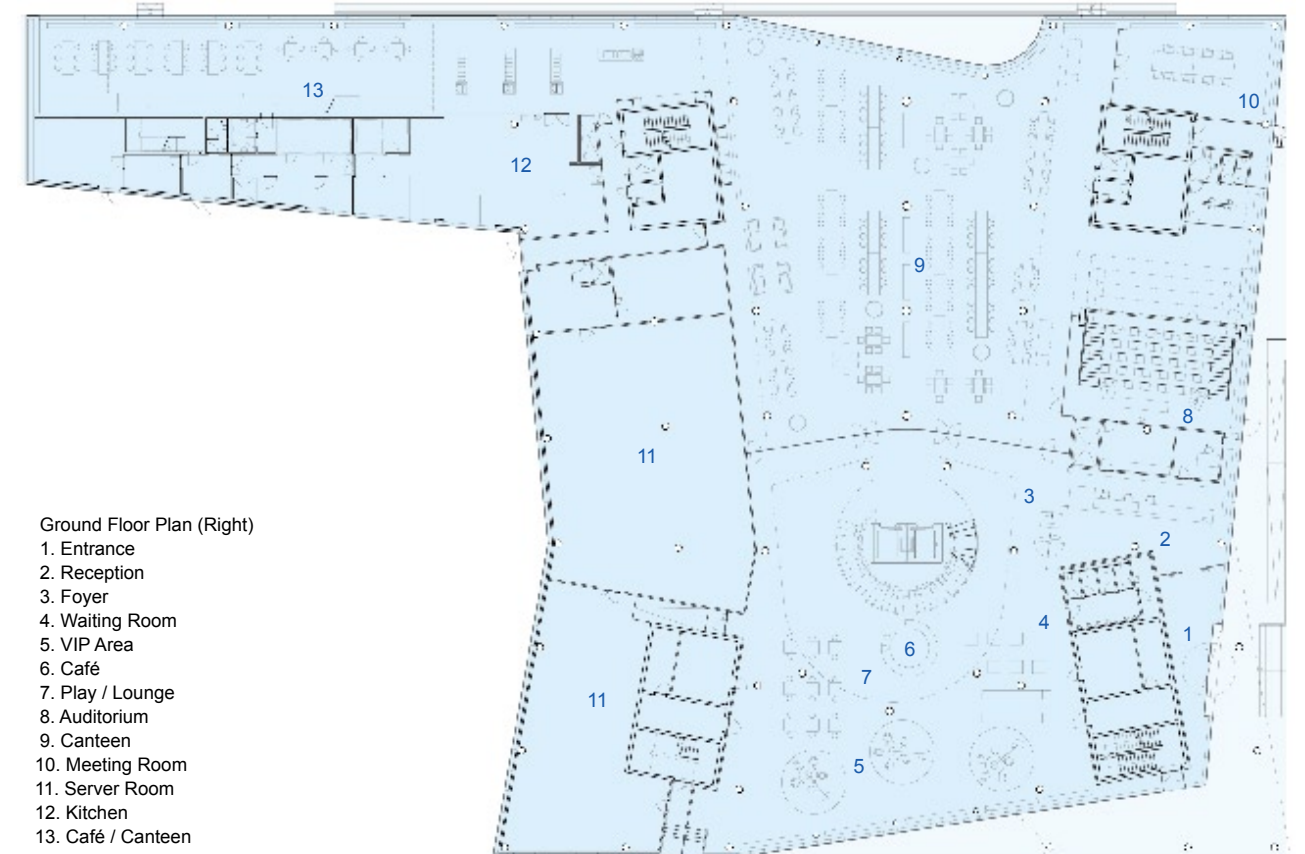 13
10
12
9
8
11
3
2
4
1
6
7
11
5
Ground Floor Plan (Right)
1. Entrance
2. Reception
3. Foyer
4. Waiting Room
5. VIP Area
6. Café
7. Play / Lounge
8. Auditorium
9. Canteen
10. Meeting Room
11. Server Room
12. Kitchen
13. Café / Canteen